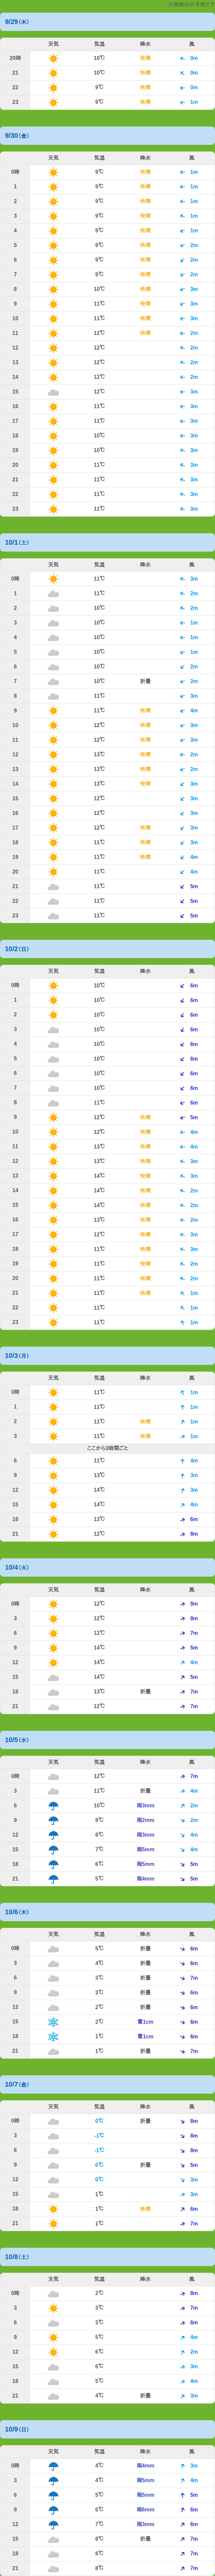 山の予報です
9/29(木)
天気 気温 降水 風
20時 10℃ 快晴 0m
21 10℃ 快晴 0m
22 9℃ 快晴 0m
23 9℃ 快晴 1m
9/30(金)
天気 気温 降水 風
0時 9℃ 快晴 1m
1 9℃ 快晴 1m
2 9℃ 快晴 1m
3 9℃ 快晴 1m
4 9℃ 快晴 1m
5 9℃ 快晴 2m
6 9℃ 快晴 2m
7 9℃ 快晴 2m
8 10℃ 快晴 3m
9 11℃ 快晴 3m
10 11℃ 快晴 3m
11 12℃ 快晴 2m
12 12℃ 2m
13 12℃ 2m
14 12℃ 2m
15 12℃ 3m
16 11℃ 3m
17 11℃ 3m
18 10℃ 3m
19 10℃ 3m
20 11℃ 3m
21 11℃ 3m
22 11℃ 3m
23 11℃ 3m
10/1(土)
天気 気温 降水 風
0時 11℃ 3m
1 11℃ 2m
2 10℃ 2m
3 10℃ 1m
4 10℃ 1m
5 10℃ 1m
6 10℃ 2m
7 10℃ 折曇 2m
8 11℃ 3m
9 11℃ 快晴 4m
10 12℃ 快晴 3m
11 12℃ 快晴 3m
12 13℃ 快晴 2m
13 13℃ 快晴 2m
14 13℃ 快晴 3m
15 12℃ 3m
16 12℃ 3m
17 12℃ 快晴 3m
18 11℃ 快晴 3m
19 11℃ 快晴 4m
20 11℃ 4m
21 11℃ 5m
22 11℃ 5m
23 11℃ 5m
10/2(日)
天気 気温 降水 風
0時 10℃ 6m
1 10℃ 6m
2 10℃ 6m
3 10℃ 6m
4 10℃ 6m
5 10℃ 6m
6 10℃ 6m
7 10℃ 6m
8 11℃ 6m
9 12℃ 快晴 5m
10 12℃ 快晴 4m
11 13℃ 快晴 4m
12 13℃ 快晴 3m
13 14℃ 快晴 3m
14 14℃ 快晴 2m
15 14℃ 快晴 2m
16 13℃ 快晴 2m
17 12℃ 快晴 3m
18 11℃ 快晴 3m
19 11℃ 快晴 2m
20 11℃ 快晴 2m
21 11℃ 快晴 1m
22 11℃ 1m
23 11℃ 1m
10/3(月)
天気 気温 降水 風
0時 11℃ 1m
1 11℃ 1m
2 11℃ 快晴 1m
3 11℃ 快晴 1m
ここから3時間ごと
6 11℃ 4m
9 13℃ 3m
12 14℃ 3m
15 14℃ 4m
18 13℃ 6m
21 12℃ 8m
10/4(火)
天気 気温 降水 風
0時 12℃ 9m
3 12℃ 8m
6 12℃ 7m
9 14℃ 5m
12 14℃ 4m
15 14℃ 5m
18 13℃ 折曇 7m
21 12℃ 7m
10/5(水)
天気 気温 降水 風
0時 12℃ 7m
3 11℃ 折曇 4m
6 10℃ 雨3mm 2m
9 9℃ 雨2mm 2m
12 8℃ 雨3mm 4m
15 7℃ 雨5mm 4m
18 6℃ 雨5mm 5m
21 5℃ 雨4mm 5m
10/6(木)
天気 気温 降水 風
0時 5℃ 折曇 6m
3 4℃ 折曇 6m
6 3℃ 折曇 7m
9 3℃ 折曇 6m
12 2℃ 折曇 6m
15 2℃ 雪1cm 6m
18 1℃ 雪1cm 6m
21 1℃ 折曇 7m
10/7(金)
天気 気温 降水 風
0時 0℃ 折曇 8m
3 -1℃ 8m
6 -1℃ 8m
9 0℃ 折曇 5m
12 0℃ 3m
15 1℃ 3m
18 1℃ 快晴 6m
21 1℃ 7m
10/8(土)
天気 気温 降水 風
0時 2℃ 8m
3 3℃ 7m
6 3℃ 6m
9 5℃ 4m
12 6℃ 2m
15 6℃ 3m
18 5℃ 4m
21 4℃ 折曇 3m
10/9(日)
天気 気温 降水 風
0時 4℃ 雨4mm 3m
3 4℃ 雨5mm 4m
6 5℃ 雨5mm 5m
9 6℃ 雨6mm 6m
12 7℃ 雨3mm 6m
15 8℃ 折曇 7m
18 8℃ 7m
21 8℃ 7m